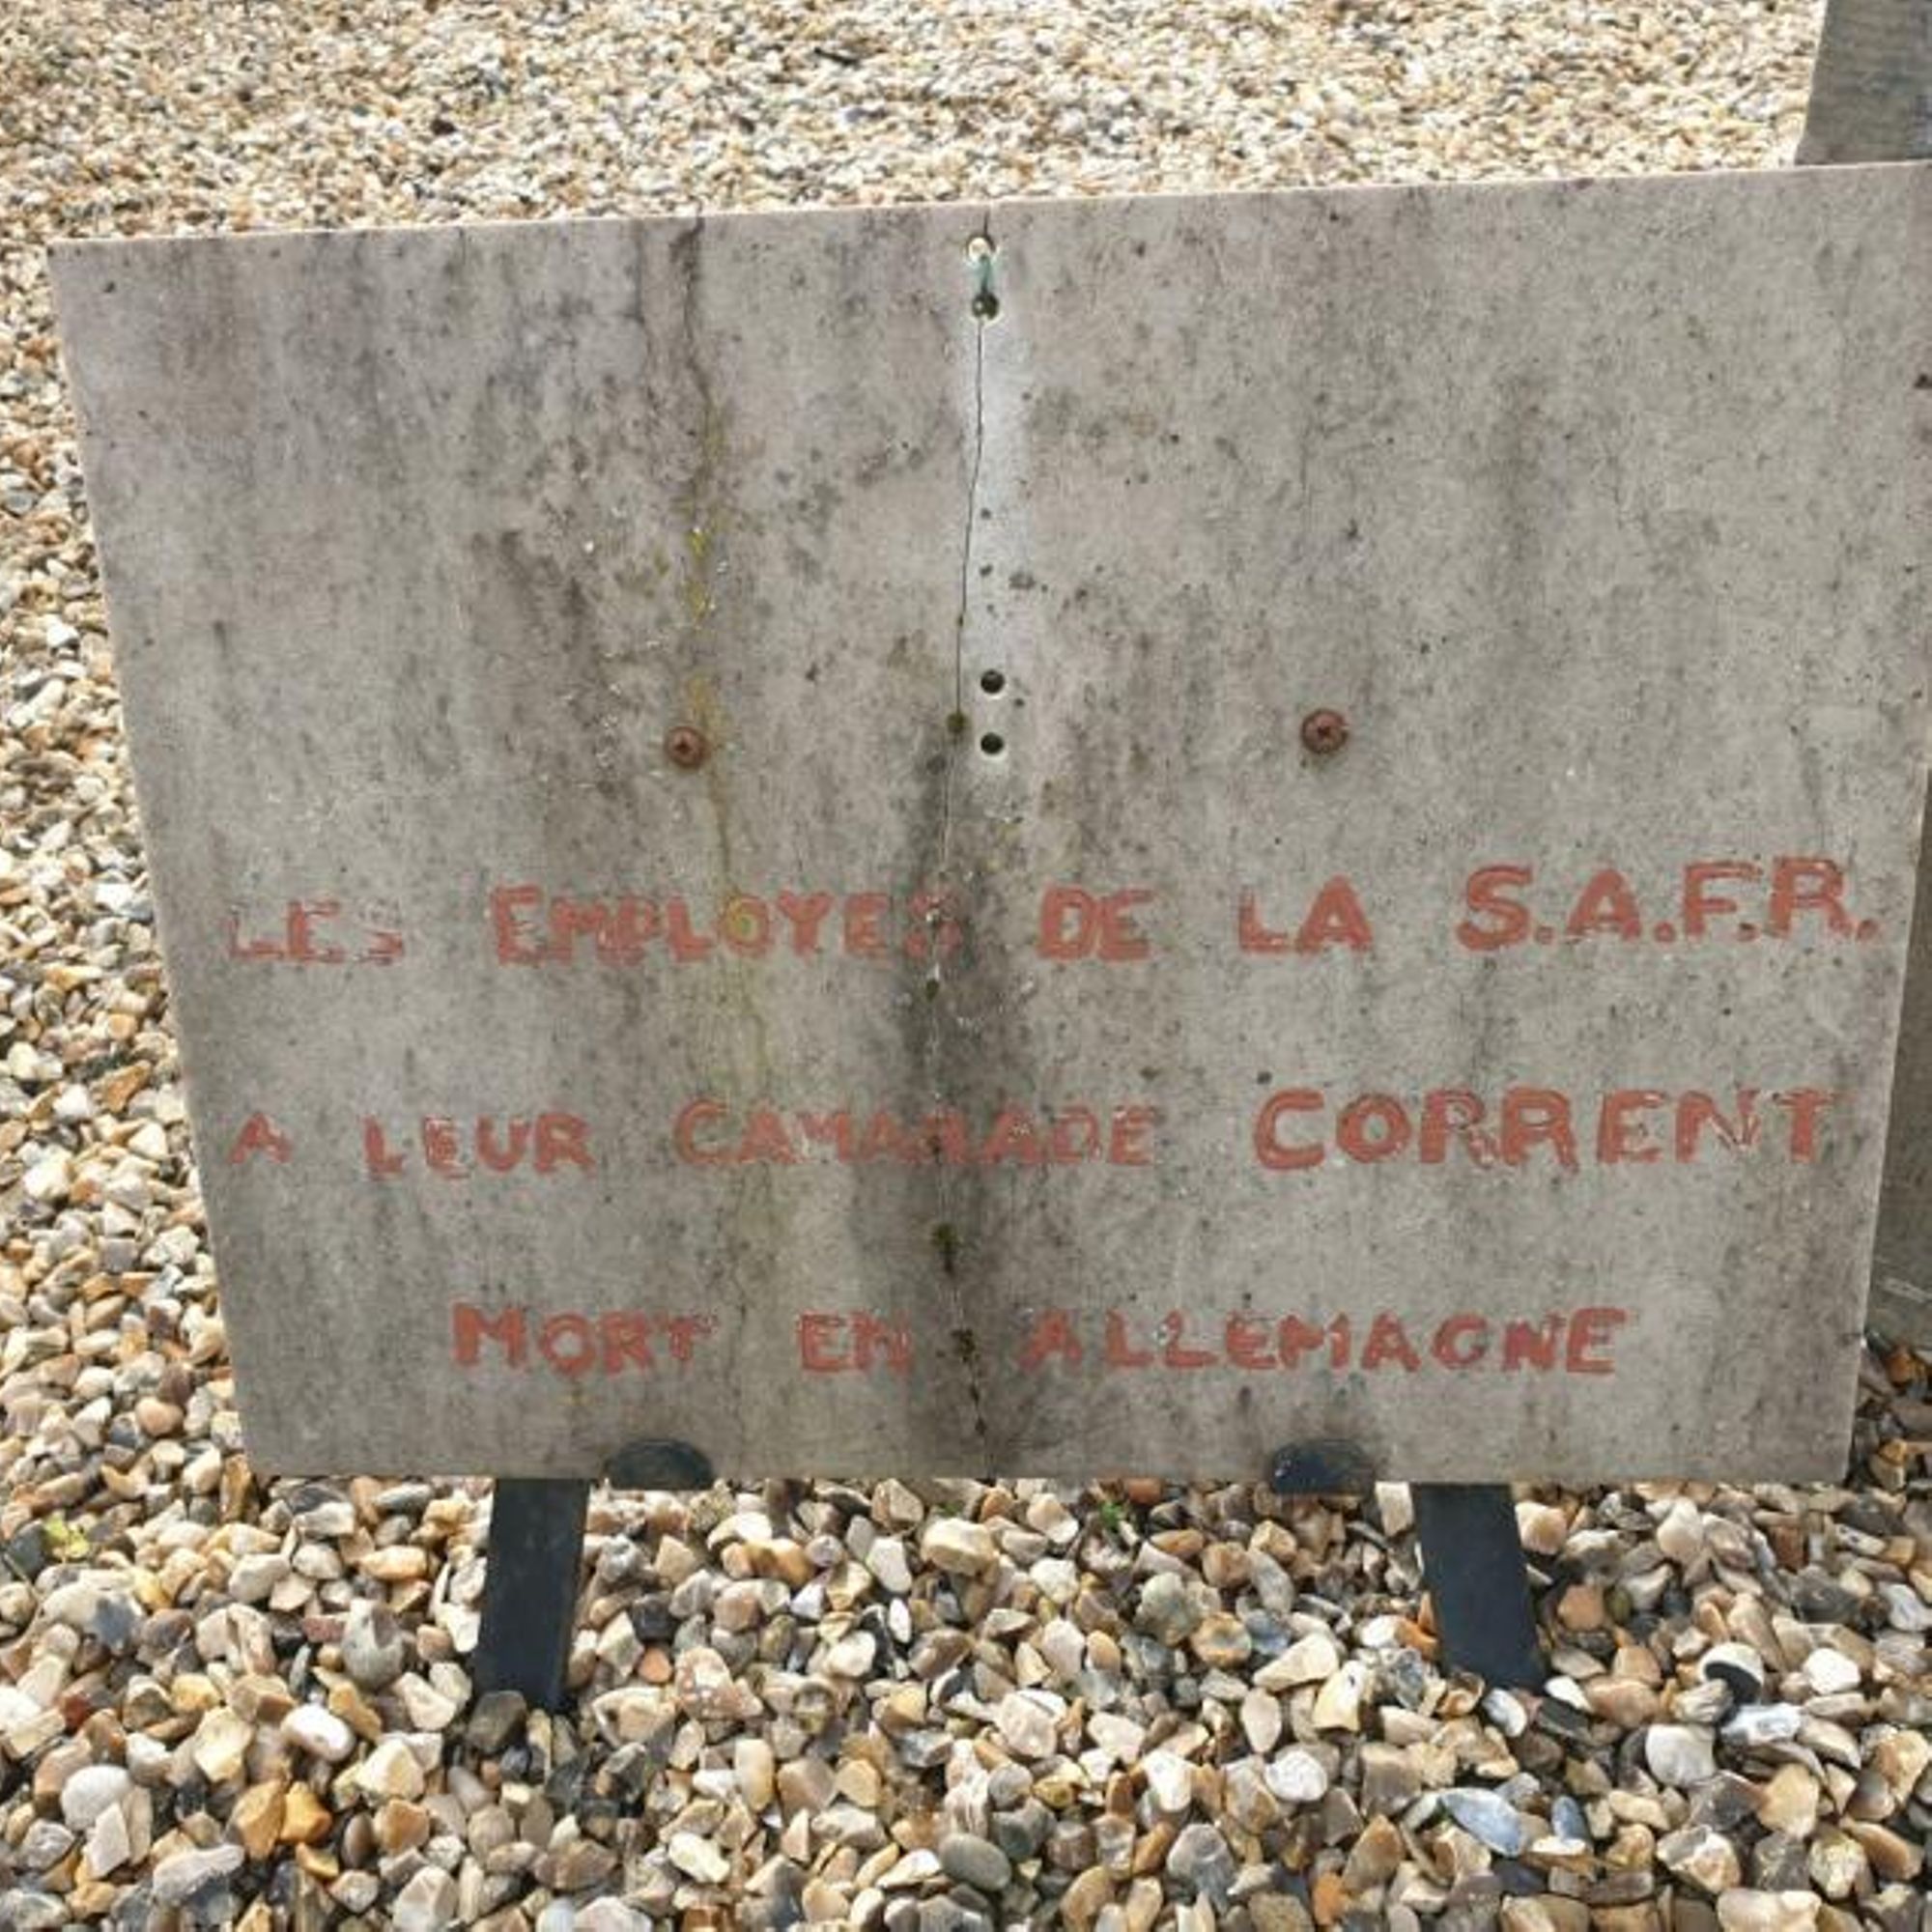 LES EMPLOYES DE LA S.A.F.R.
A LEUR CAMARADE CORRENT
MORT EN ALLEMAGNE